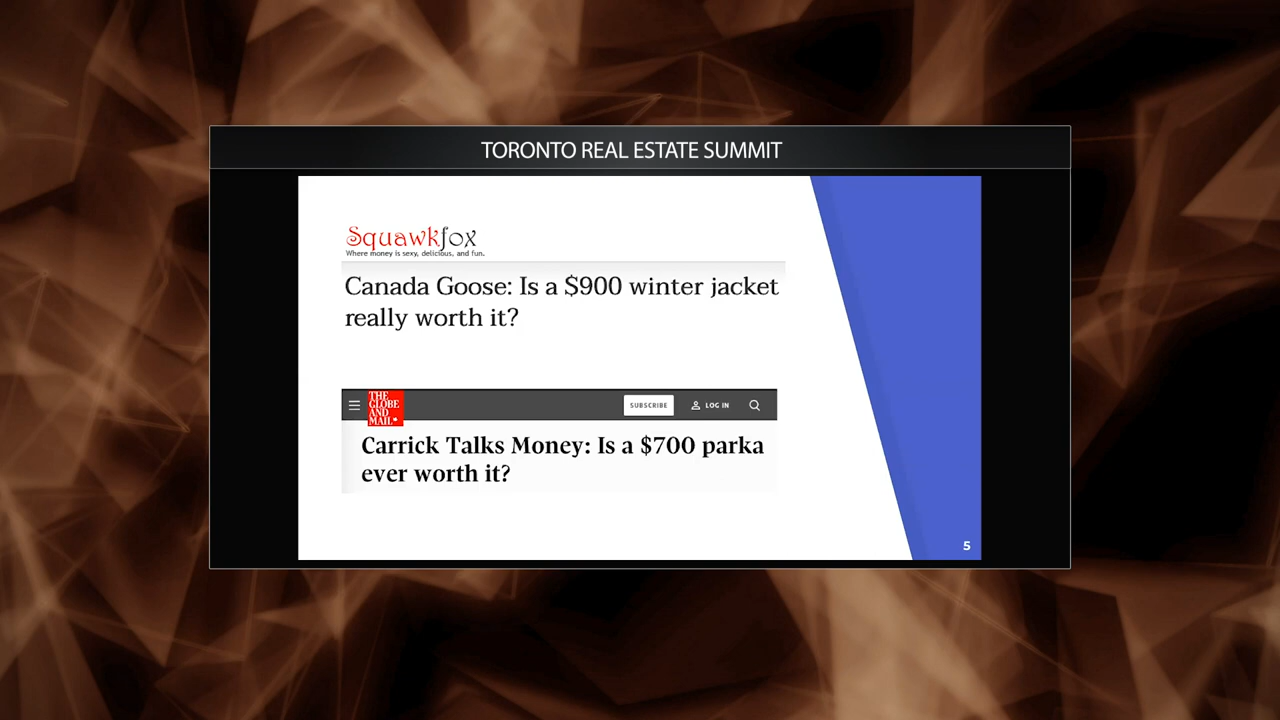 TORONTO REAL ESTATE SUMMIT
Squawkfox
Where money is sexy, delicious, and fun.
Canada Goose: Is a $900 winter jacket
really worth it?
THE
GLOBE
AND
MAIL*
SUBSCRIBE
LOG IN
Carrick Talks Money: Is a $700 parka
ever worth it?
5